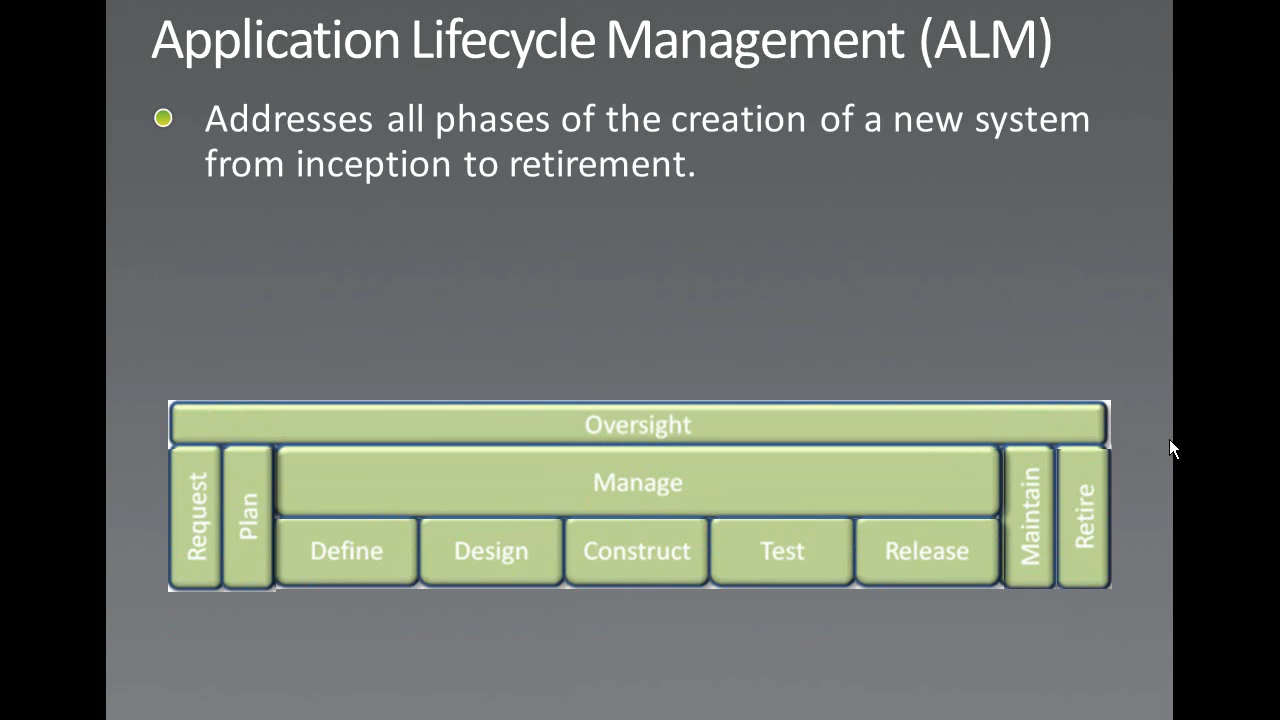 Application Lifecycle Management (ALM)
Addresses all phases of the creation of a new system
from inception to retirement.
Oversight
Request
Plan
Manage
Define
Design
Construct
Test
Release
Maintain
Retire